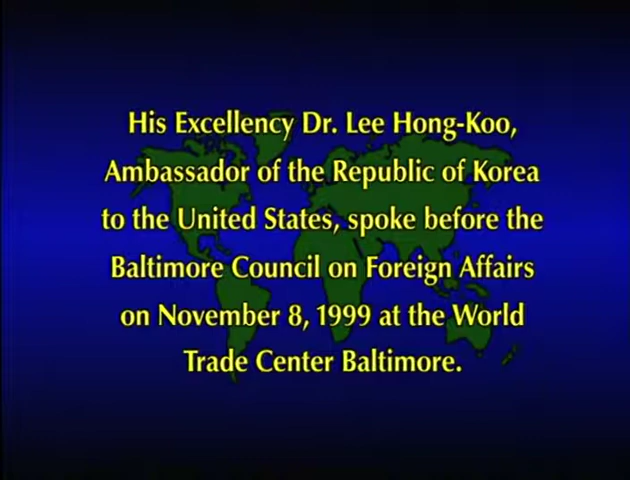 His Excellency Dr. Lee Hong-Koo,
Ambassador of the Republic of Korea
to the United States, spoke before the
Baltimore Council on Foreign Affairs
on November 8, 1999 at the World
Trade Center Baltimore.